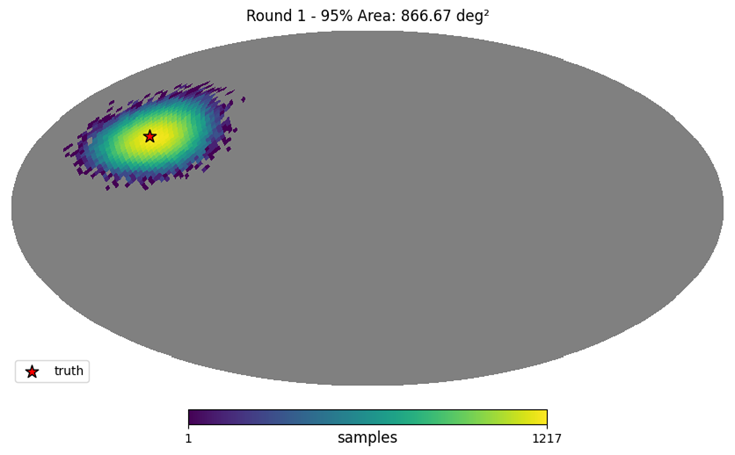 Round 1 - 95% Area: 866.67 deg²
truth
1 samples 1217